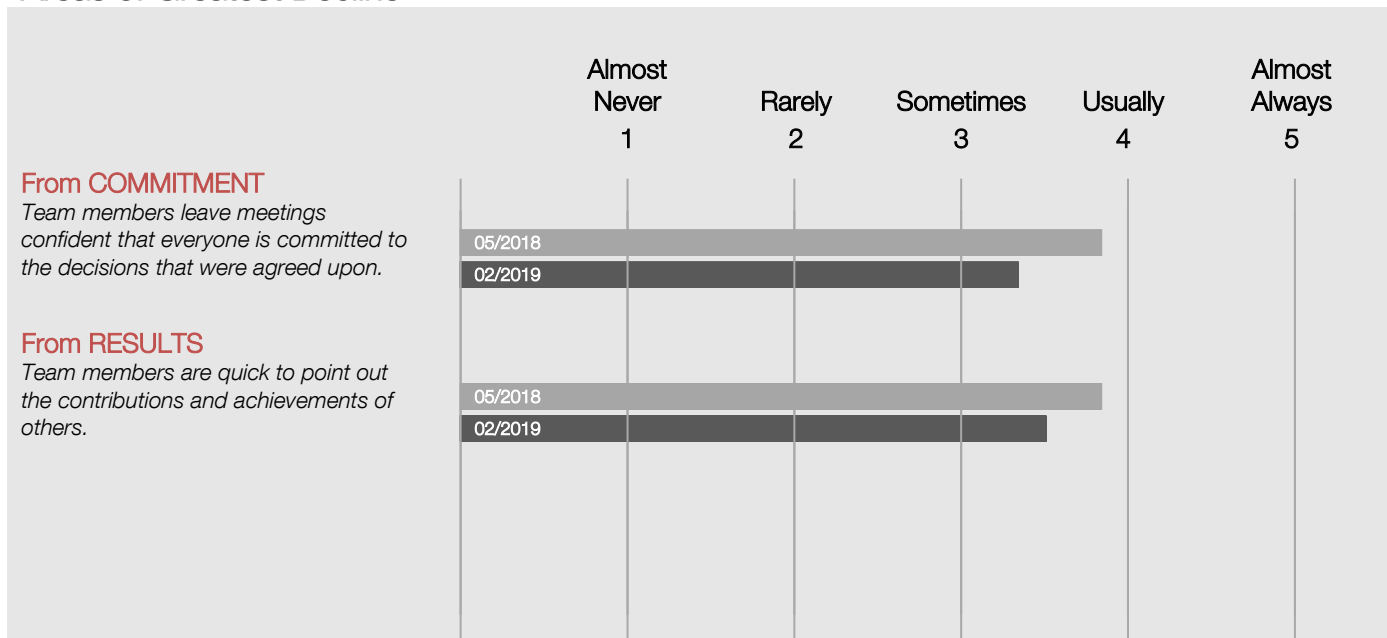 Almost Never
Rarely
Sometimes
Usually
Almost Always
1 2 3 4 5
From COMMITMENT
Team members leave meetings
confident that everyone is committed to
the decisions that were agreed upon.
05/2018
02/2019
From RESULTS
Team members are quick to point out
the contributions and achievements of
others.
05/2018
02/2019